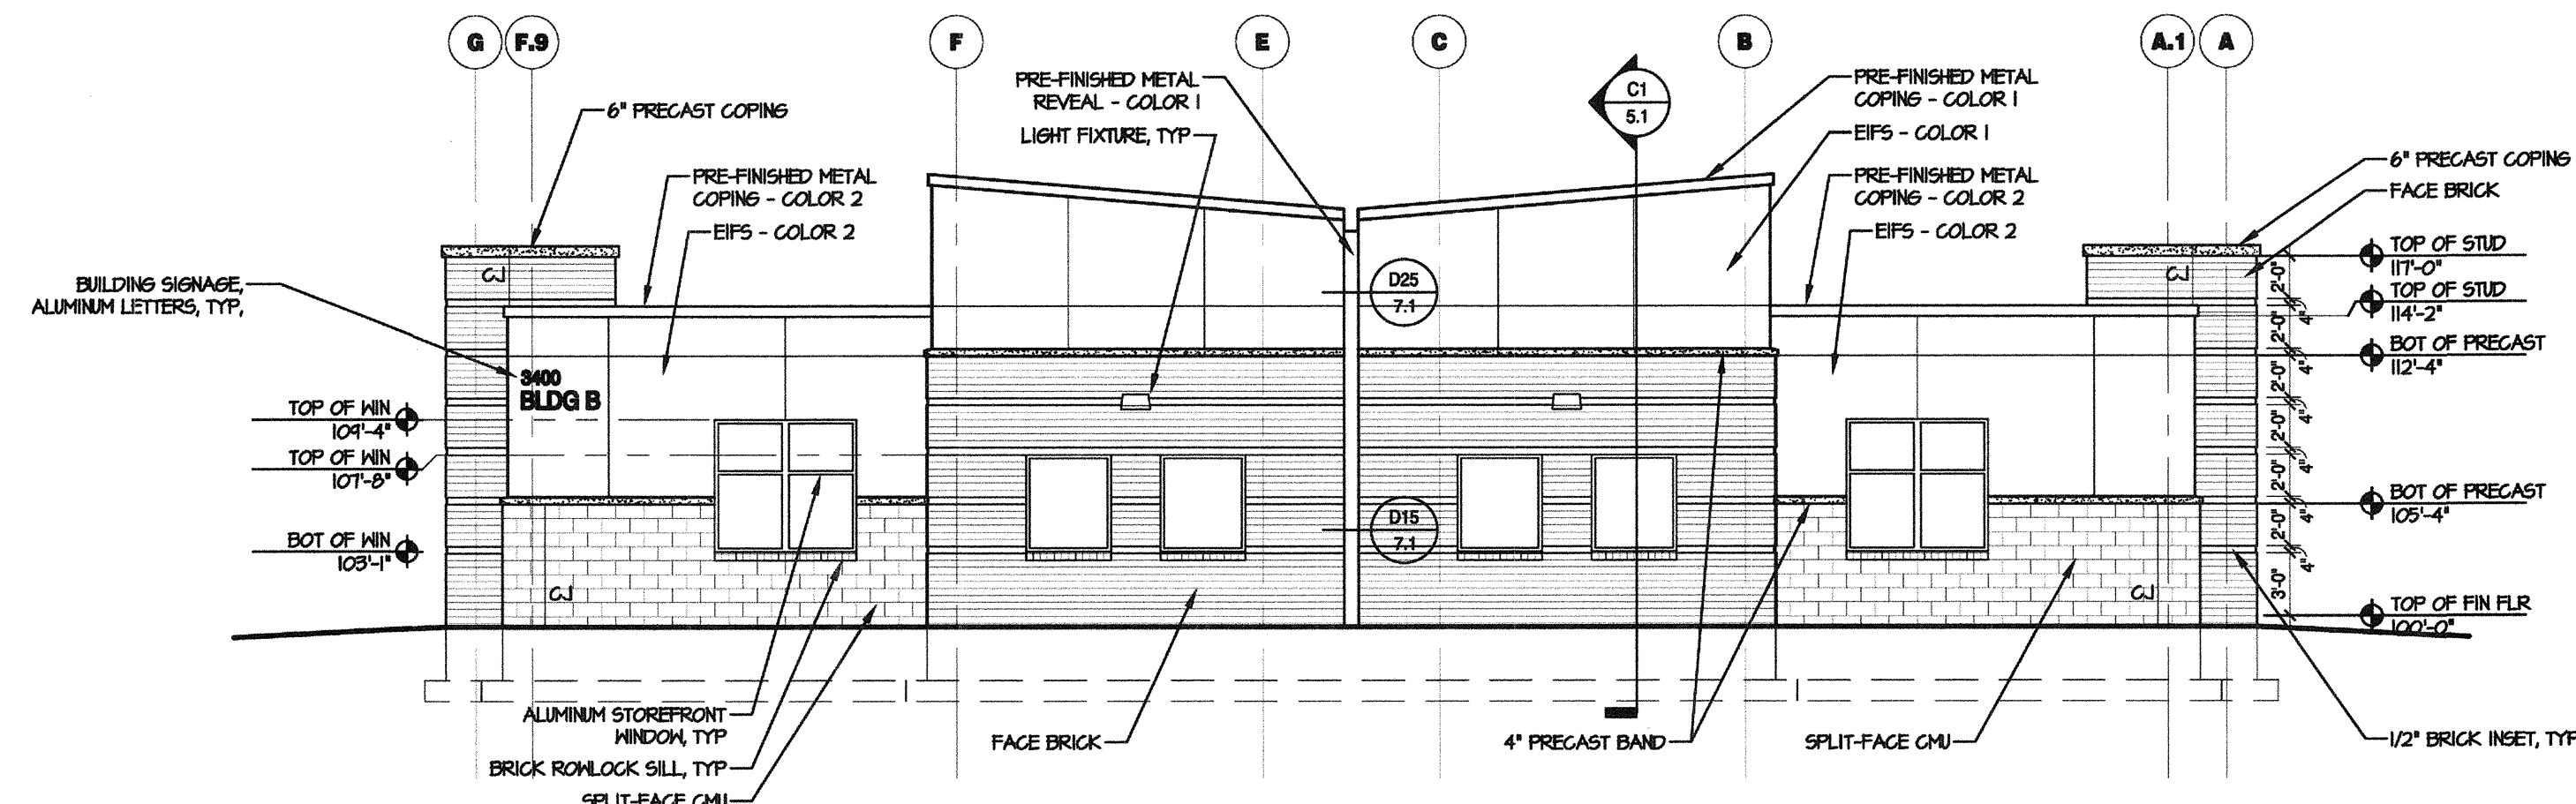 G
F.9
F
E
C
B
A.1
A
6" PRECAST COPING
PRE-FINISHED METAL
COPING - COLOR 2
EIFS - COLOR 2
BUILDING SIGNAGE,
ALUMINUM LETTERS, TYP,
PRE-FINISHED METAL
REVEAL - COLOR 1
LIGHT FIXTURE, TYP
C1
5.1
PRE-FINISHED METAL
COPING - COLOR 1
EIFS - COLOR 1
PRE-FINISHED METAL
COPING - COLOR 2
EIFS - COLOR 2
6" PRECAST COPING
FACE BRICK
CJ
CJ
D25
7.1
3400
BLDG B
TOP OF WIN
109'-4"
TOP OF WIN
107'-8"
BOT OF WIN
103'-1"
D15
7.1
CJ
CJ
2'-0"
4"
2'-0"
4"
2'-0"
4"
2'-0"
4"
2'-0"
4"
2'-0"
4"
3'-0"
TOP OF STUD
117'-0"
TOP OF STUD
114'-2"
BOT OF PRECAST
112'-4"
BOT OF PRECAST
105'-4"
TOP OF FIN FLR
100'-0"
ALUMINUM STOREFRONT
WINDOW, TYP
BRICK ROWLOCK SILL, TYP
SPLIT-FACE CMU
FACE BRICK
4" PRECAST BAND
SPLIT-FACE CMU
1/2" BRICK INSET, TYP